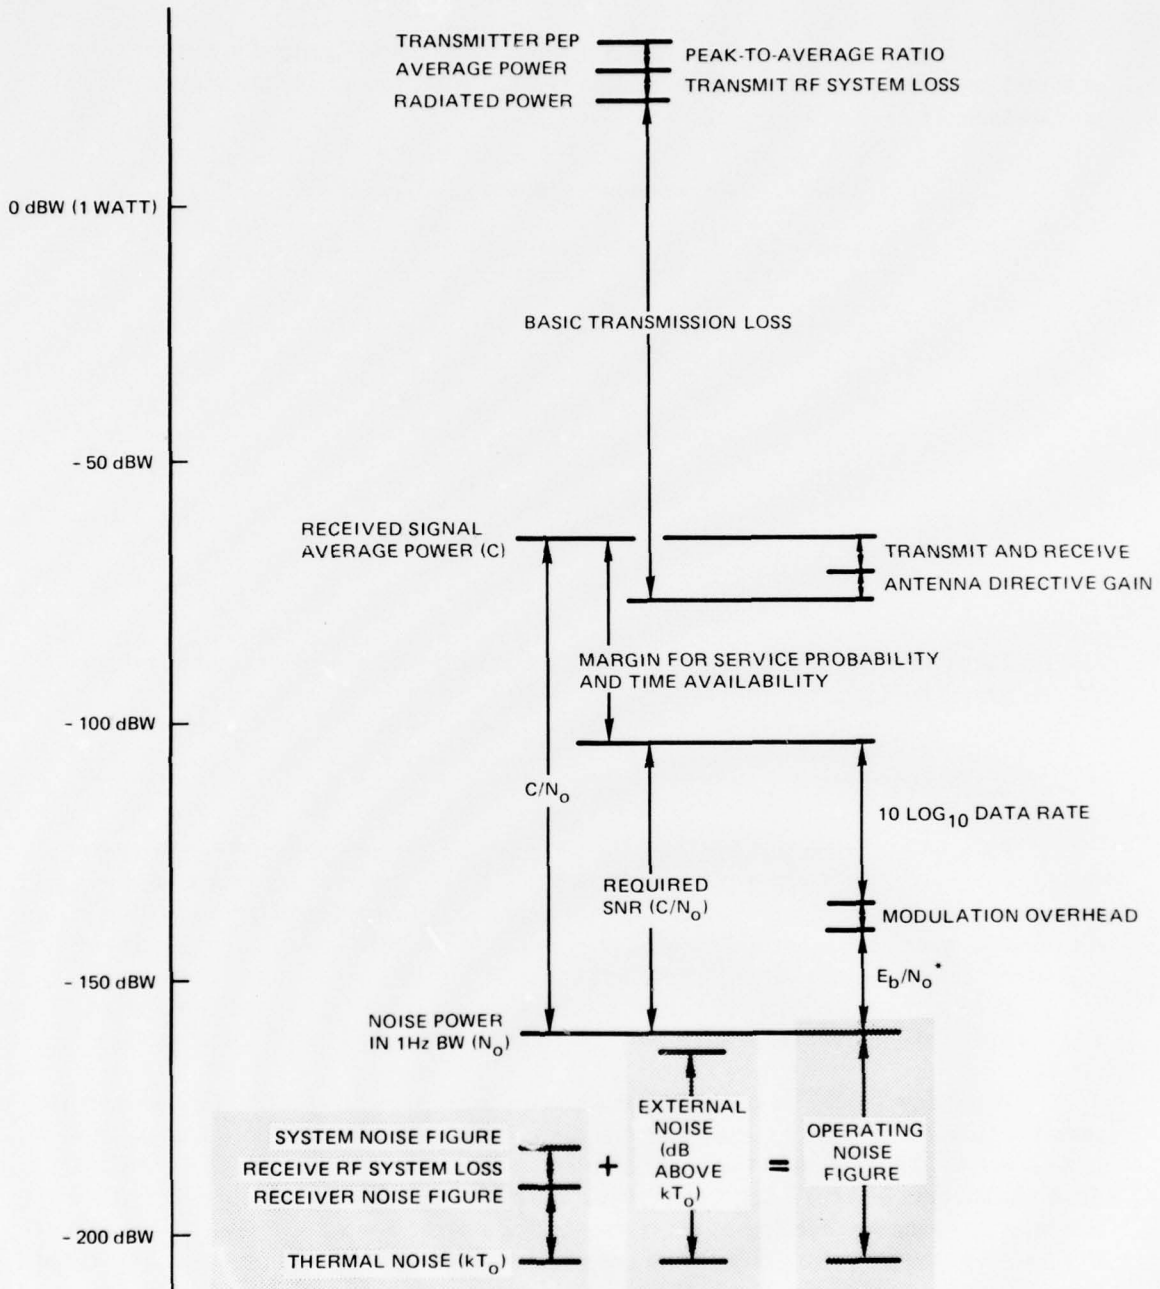 TRANSMITTER PEP
AVERAGE POWER
RADIATED POWER
PEAK-TO-AVERAGE RATIO
TRANSMIT RF SYSTEM LOSS
0 dBW (1 WATT)
BASIC TRANSMISSION LOSS
- 50 dBW
RECEIVED SIGNAL
AVERAGE POWER (C)
TRANSMIT AND RECEIVE
ANTENNA DIRECTIVE GAIN
MARGIN FOR SERVICE PROBABILITY
AND TIME AVAILABILITY
- 100 dBW
C/No
10 LOG10 DATA RATE
REQUIRED
SNR (C/No)
MODULATION OVERHEAD
- 150 dBW
Eb/No*
NOISE POWER
IN 1Hz BW (No)
EXTERNAL
NOISE
(dB
ABOVE
kTo)
OPERATING
NOISE
FIGURE
SYSTEM NOISE FIGURE
RECEIVE RF SYSTEM LOSS
RECEIVER NOISE FIGURE
+
=
- 200 dBW
THERMAL NOISE (kTo)